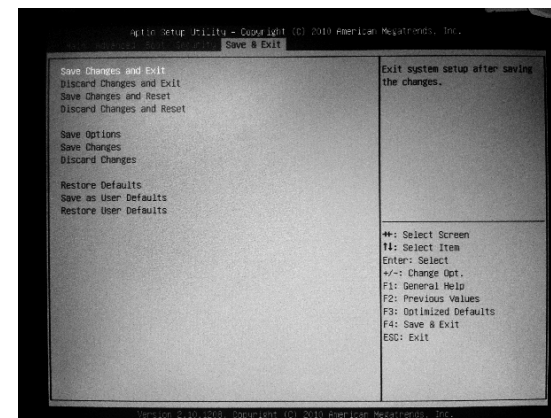 Aptio Setup Utility - Copyright (C) 2010 American Megatrends, Inc.
Main Advanced Boot Security Save & Exit
Save Changes and Exit
Discard Changes and Exit
Save Changes and Reset
Discard Changes and Reset
Save Options
Save Changes
Discard Changes
Restore Defaults
Save as User Defaults
Restore User Defaults
Exit system setup after saving
the changes.
→←: Select Screen
↑↓: Select Item
Enter: Select
+/-: Change Opt.
F1: General Help
F2: Previous Values
F3: Optimized Defaults
F4: Save & Exit
ESC: Exit
Version 2.10.1208. Copyright (C) 2010 American Megatrends, Inc.